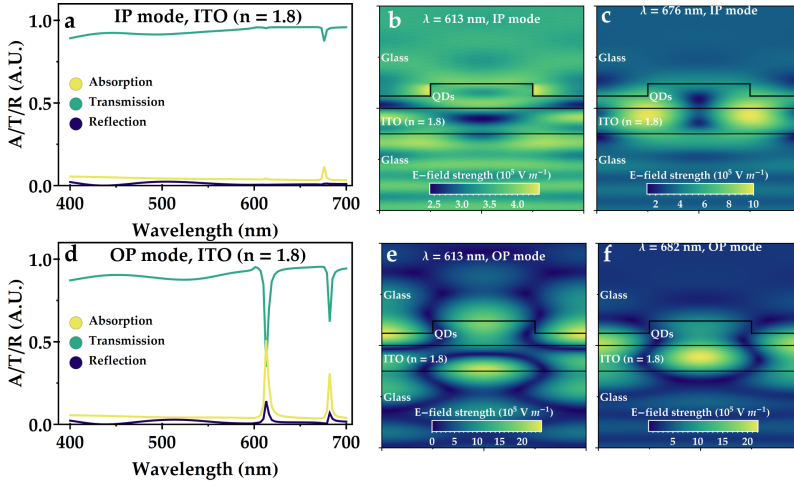 a
IP mode, ITO (n = 1.8)
A/T/R (A.U.)
1.0
0.5
0.0
Absorption
Transmission
Reflection
400
500
600
700
Wavelength (nm)
b
λ = 613 nm, IP mode
Glass
QDs
ITO (n = 1.8)
Glass
E−field strength (10⁵ V m⁻¹)
2.5 3.0 3.5 4.0
c
λ = 676 nm, IP mode
Glass
QDs
ITO (n = 1.8)
Glass
E−field strength (10⁵ V m⁻¹)
2 4 6 8 10
d
OP mode, ITO (n = 1.8)
A/T/R (A.U.)
1.0
0.5
0.0
Absorption
Transmission
Reflection
400
500
600
700
Wavelength (nm)
e
λ = 613 nm, OP mode
Glass
QDs
ITO (n = 1.8)
Glass
E−field strength (10⁵ V m⁻¹)
0 5 10 15 20
f
λ = 682 nm, OP mode
Glass
QDs
ITO (n = 1.8)
Glass
E−field strength (10⁵ V m⁻¹)
5 10 15 20